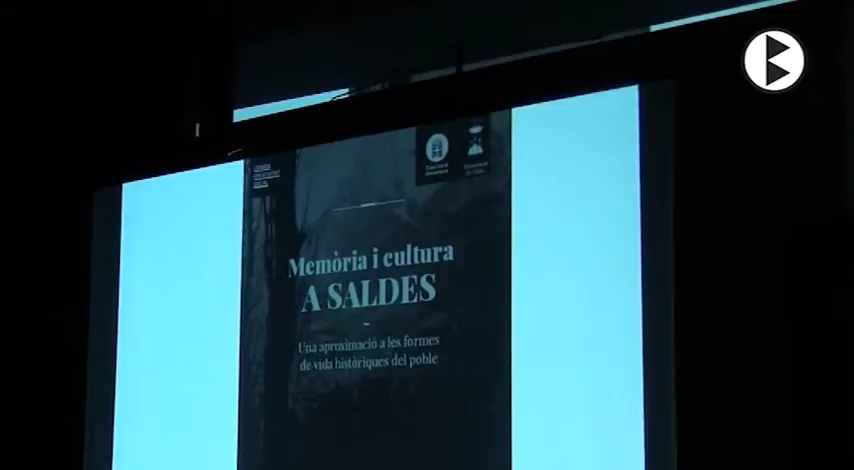 Memòria i cultura
A SALDES
~
Una aproximació a les formes
de vida històriques del poble